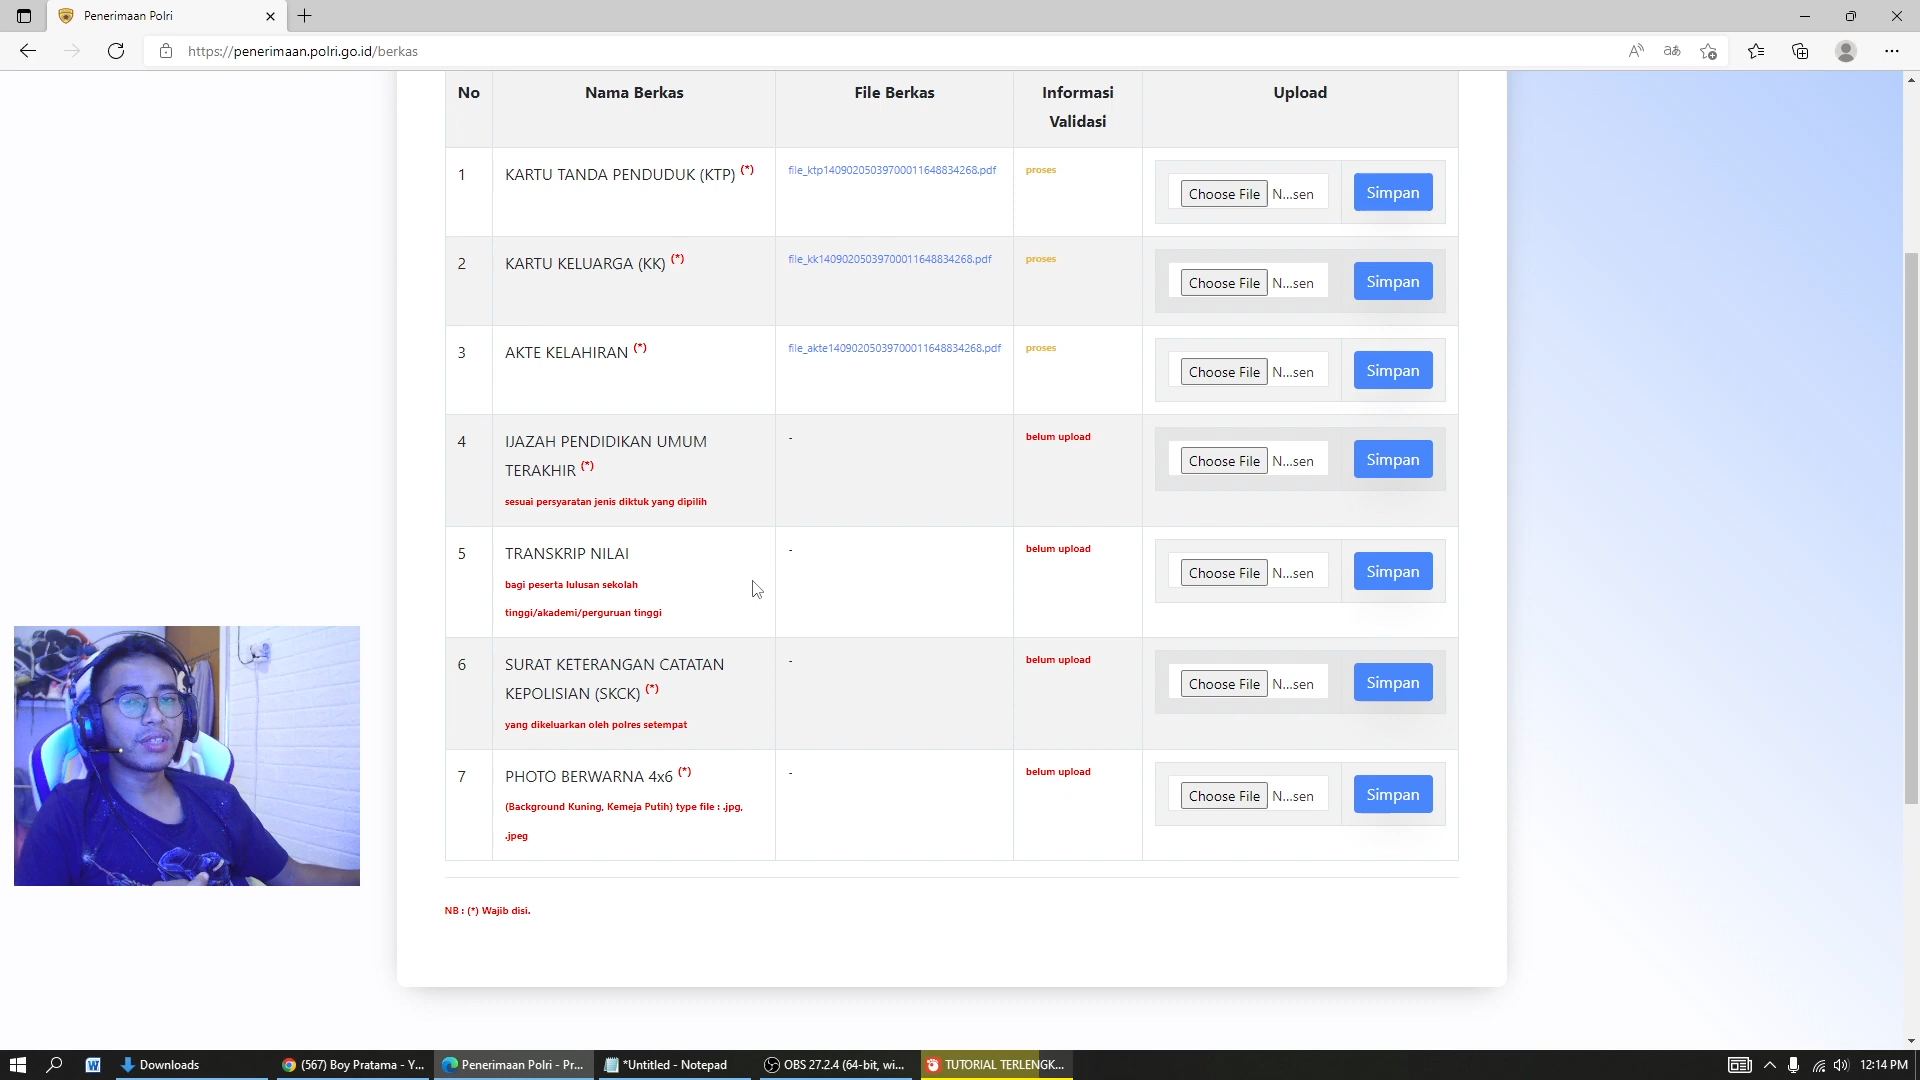 Penerimaan Polri
https://penerimaan.polri.go.id/berkas
No Nama Berkas File Berkas Informasi Validasi Upload
1 KARTU TANDA PENDUDUK (KTP) (*) file_ktp14090205039700011648834268.pdf proses Choose File N...sen Simpan
2 KARTU KELUARGA (KK) (*) file_kk14090205039700011648834268.pdf proses Choose File N...sen Simpan
3 AKTE KELAHIRAN (*) file_akte14090205039700011648834268.pdf proses Choose File N...sen Simpan
4 IJAZAH PENDIDIKAN UMUM - belum upload Choose File N...sen Simpan
TERAKHIR (*)
sesuai persyaratan jenis diktuk yang dipilih
5 TRANSKRIP NILAI - belum upload Choose File N...sen Simpan
bagi peserta lulusan sekolah
tinggi/akademi/perguruan tinggi
6 SURAT KETERANGAN CATATAN - belum upload Choose File N...sen Simpan
KEPOLISIAN (SKCK) (*)
yang dikeluarkan oleh polres setempat
7 PHOTO BERWARNA 4x6 (*) - belum upload Choose File N...sen Simpan
(Background Kuning, Kemeja Putih) type file : .jpg,
.jpeg
NB : (*) Wajib disi.
Downloads (567) Boy Pratama - Y... Penerimaan Polri - Pr... *Untitled - Notepad OBS 27.2.4 (64-bit, wi... TUTORIAL TERLENGK... 12:14 PM